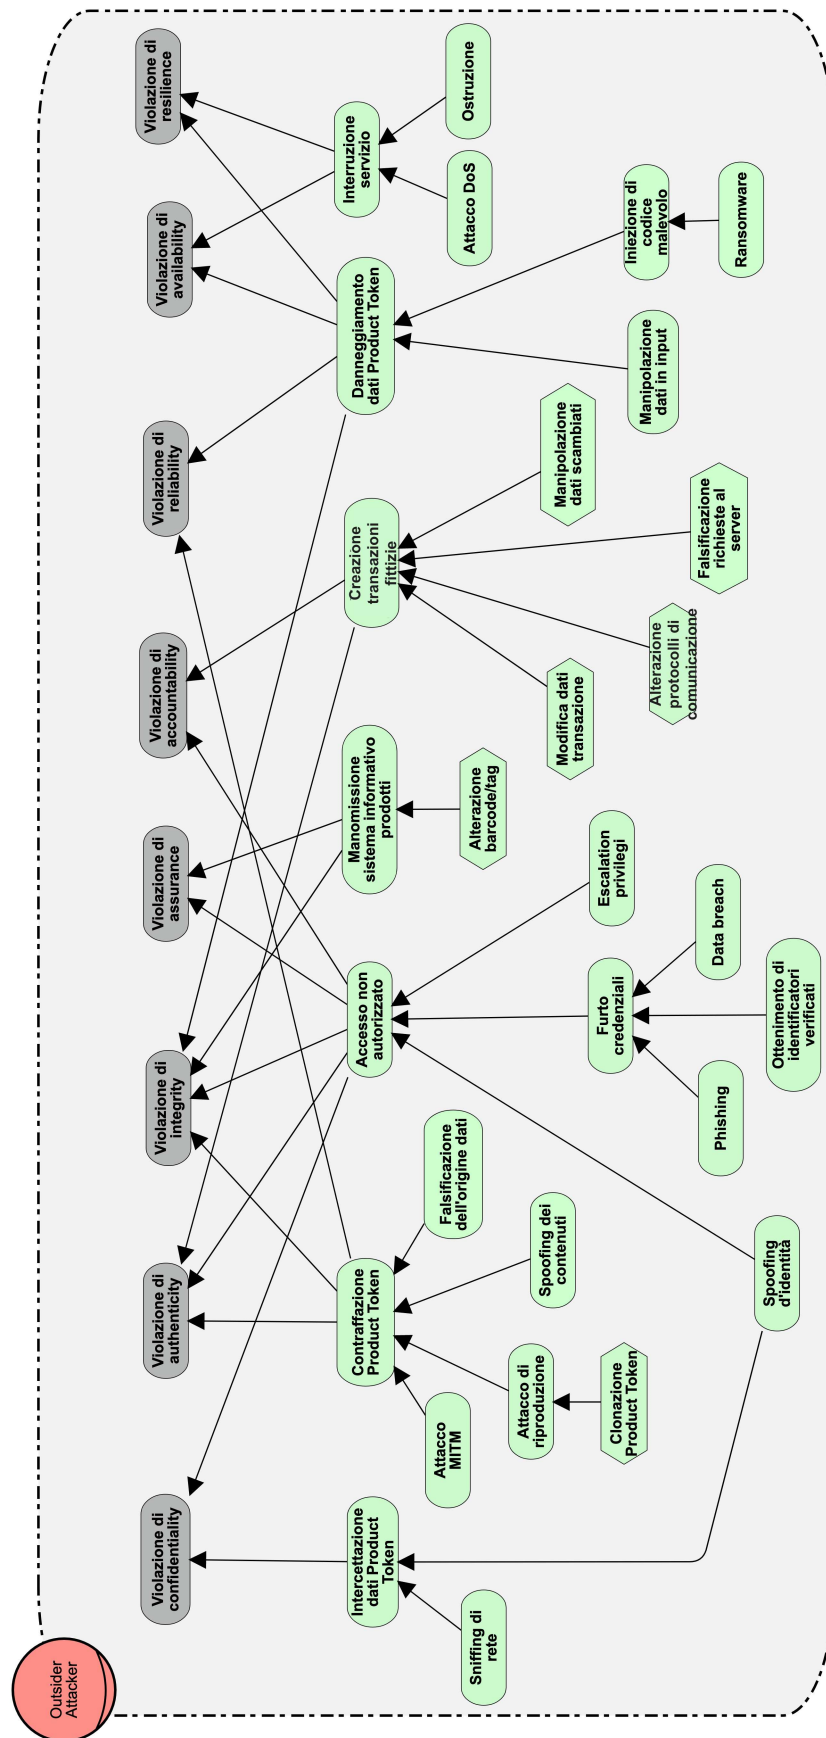 Outsider
Attacker
Violazione di
confidentiality
Violazione di
authenticity
Violazione di
integrity
Violazione di
assurance
Violazione di
accountability
Violazione di
reliability
Violazione di
availability
Violazione di
resilience
Intercettazione
dati Product
Token
Contraffazione
Product Token
Accesso non
autorizzato
Manomissione
sistema informativo
prodotti
Creazione
transazioni
fittizie
Danneggiamento
dati Product Token
Interruzione
servizio
Sniffing di
rete
Attacco
MITM
Falsificazione
dell'origine dati
Alterazione
barcode/tag
Attacco DoS
Ostruzione
Attacco di
riproduzione
Spoofing dei
contenuti
Modifica dati
transazione
Manipolazione
dati scambiati
Clonazione
Product Token
Furto
credenziali
Escalation
privilegi
Alterazione
protocolli di
comunicazione
Manipolazione
dati in input
Iniezione di
codice
malevolo
Phishing
Data breach
Falsificazione
richieste al
server
Ransomware
Spoofing
d'identità
Ottenimento di
identificatori
verificati